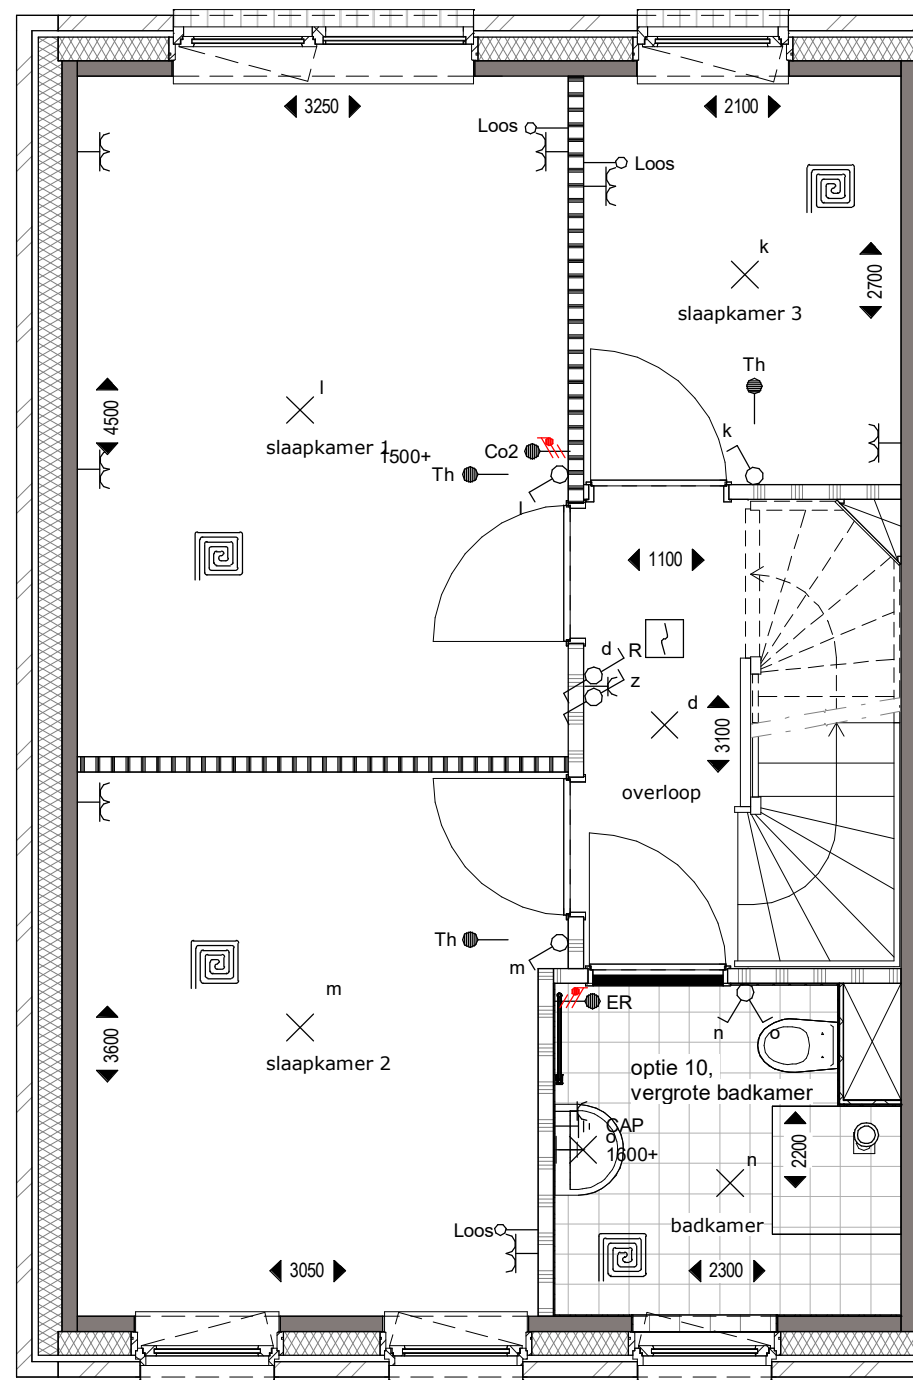 3250
2100
Loos
Loos
k
2700
slaapkamer 3
Th
l
4500
slaapkamer 1
1500+
Co2
Th
l
k
1100
d R
z
d
3100
overloop
Th
m
m
3600
slaapkamer 2
ER
n
o
optie 10,
vergrote badkamer
CAP
o
1600+
2200
n
badkamer
Loos
3050
2300